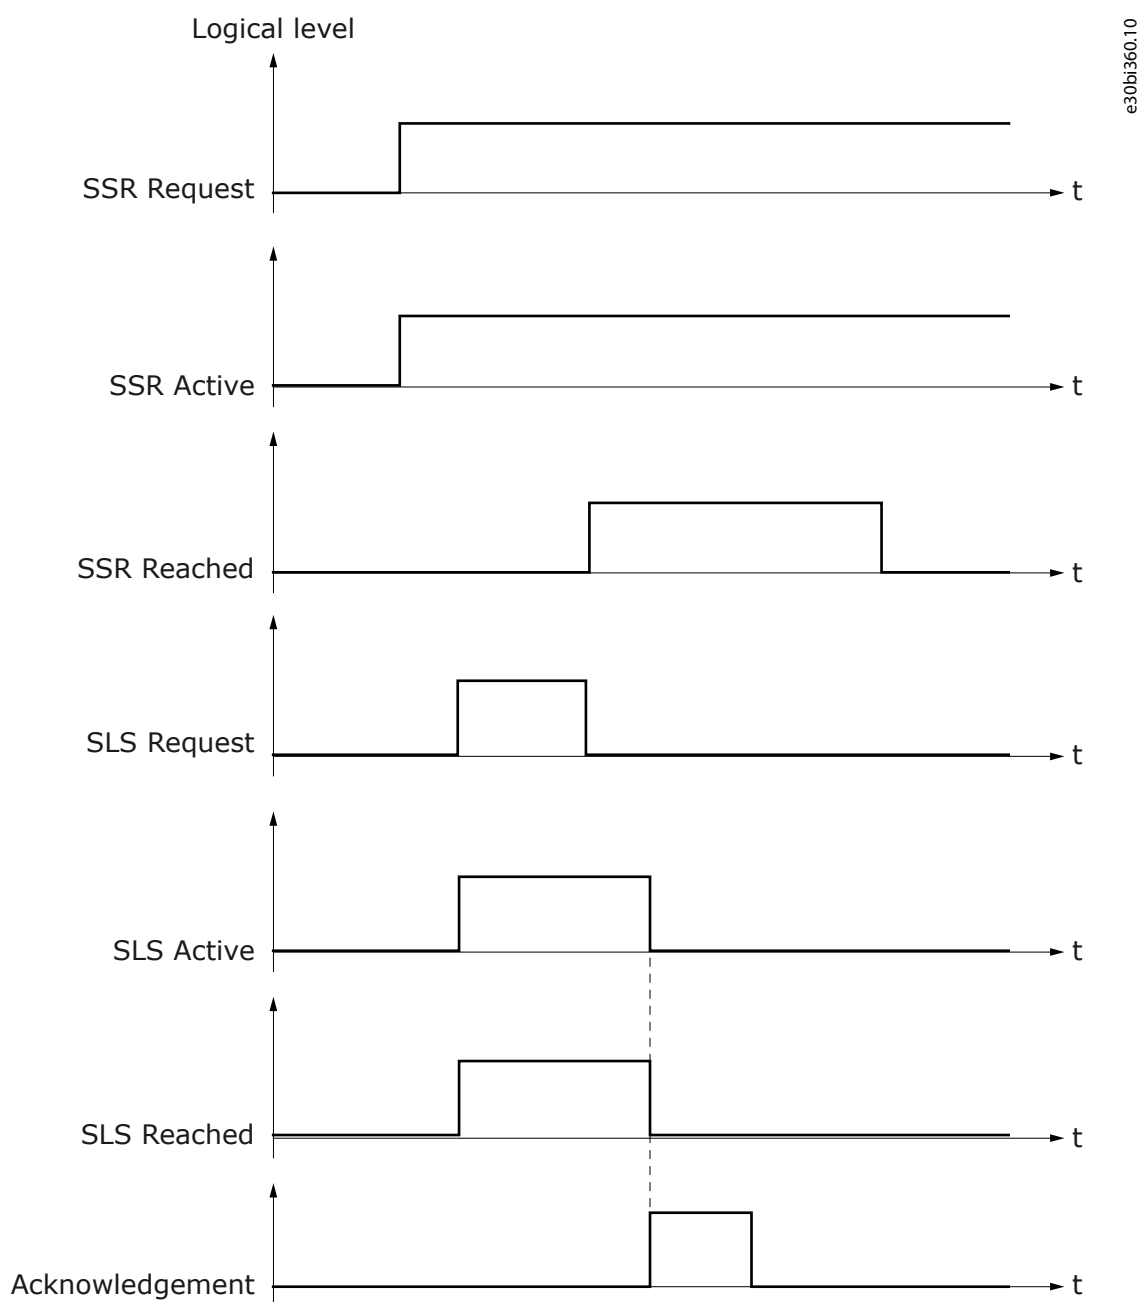 Logical level
e30bi360.10
SSR Request
t
SSR Active
t
SSR Reached
t
SLS Request
t
SLS Active
t
SLS Reached
t
Acknowledgement
t